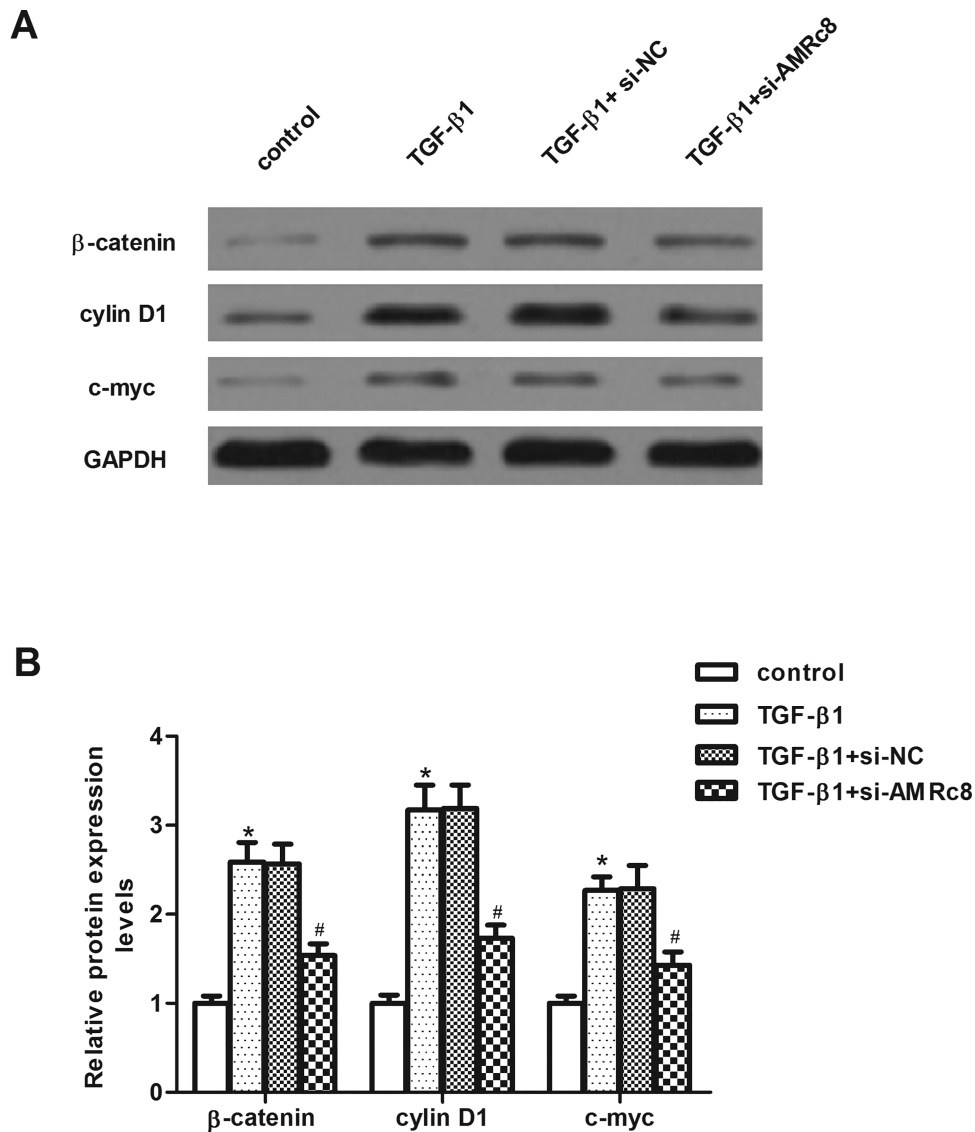 A
control
TGF-β1
TGF-β1+ si-NC
TGF-β1+si-AMRc8
β-catenin
cylin D1
c-myc
GAPDH
B
control
TGF-β1
TGF-β1+si-NC
TGF-β1+si-AMRc8
Relative protein expression
levels
4
3
2
1
0
*
#
*
#
*
#
β-catenin
cylin D1
c-myc